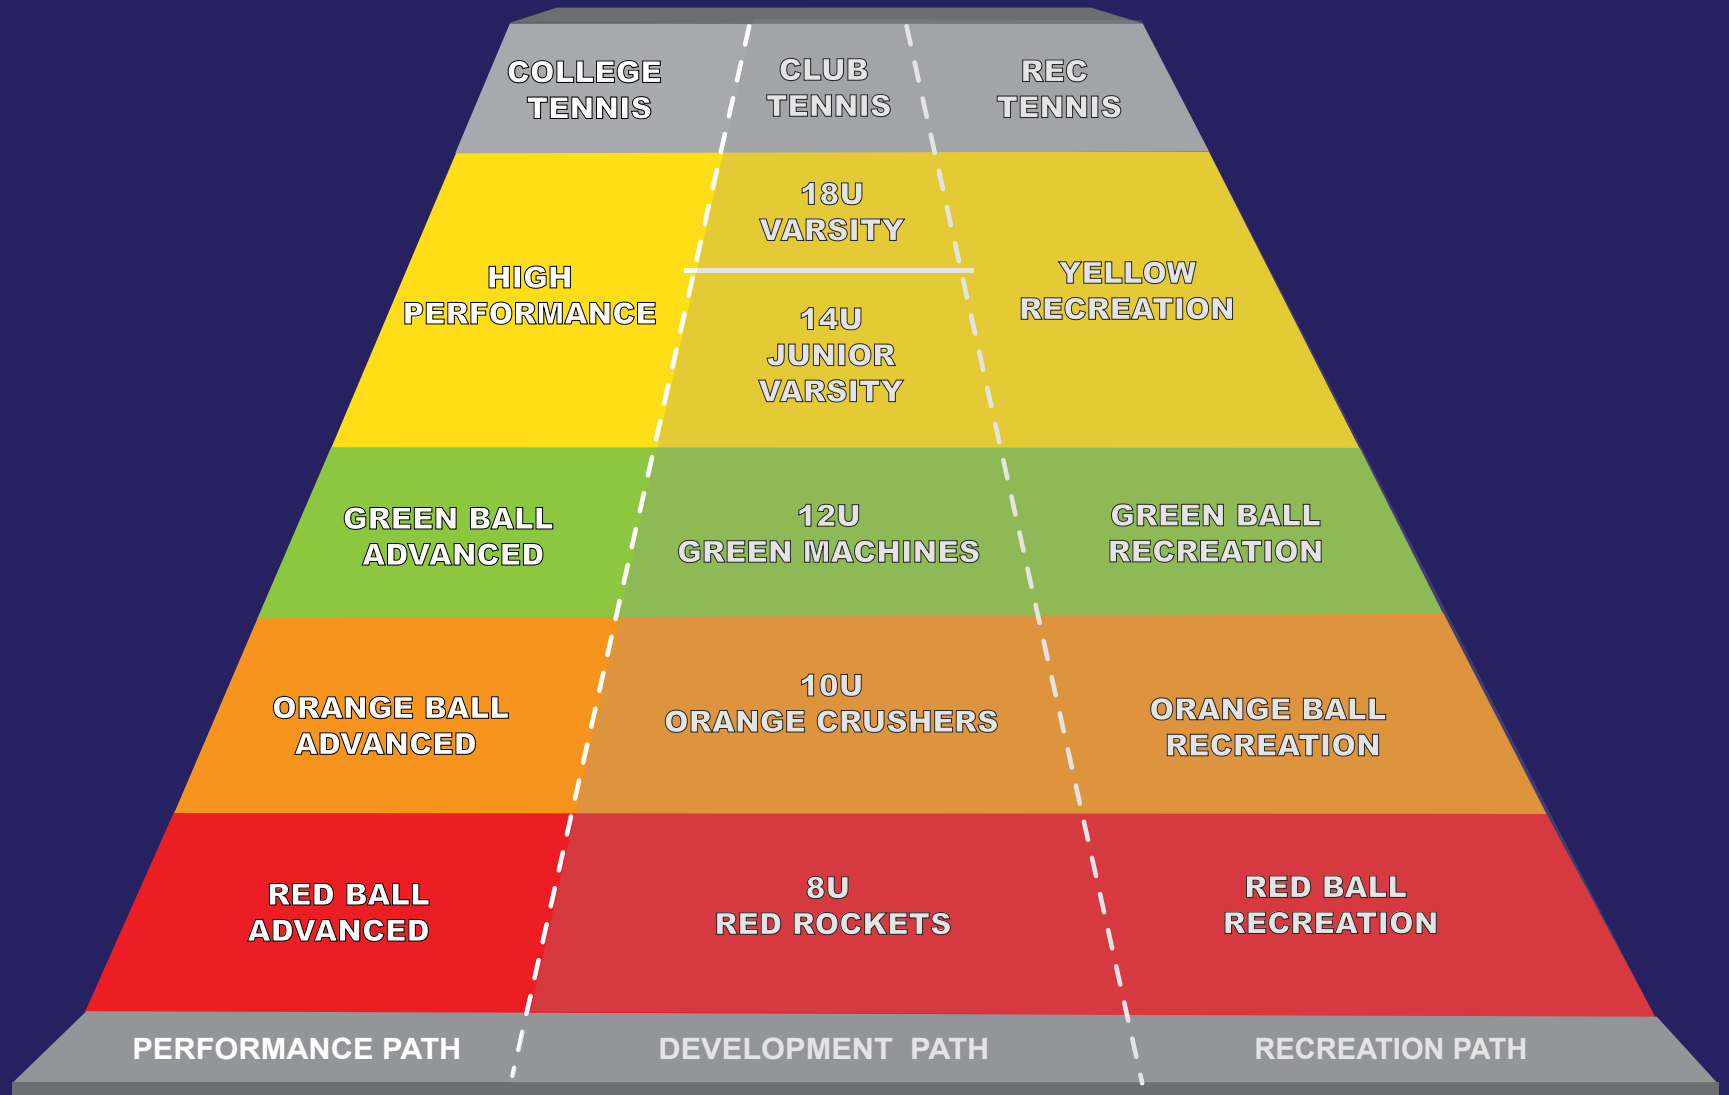 COLLEGE
TENNIS
CLUB
TENNIS
REC
TENNIS
HIGH
PERFORMANCE
18U
VARSITY
14U
JUNIOR
VARSITY
YELLOW
RECREATION
GREEN BALL
ADVANCED
12U
GREEN MACHINES
GREEN BALL
RECREATION
ORANGE BALL
ADVANCED
10U
ORANGE CRUSHERS
ORANGE BALL
RECREATION
RED BALL
ADVANCED
8U
RED ROCKETS
RED BALL
RECREATION
PERFORMANCE PATH
DEVELOPMENT PATH
RECREATION PATH